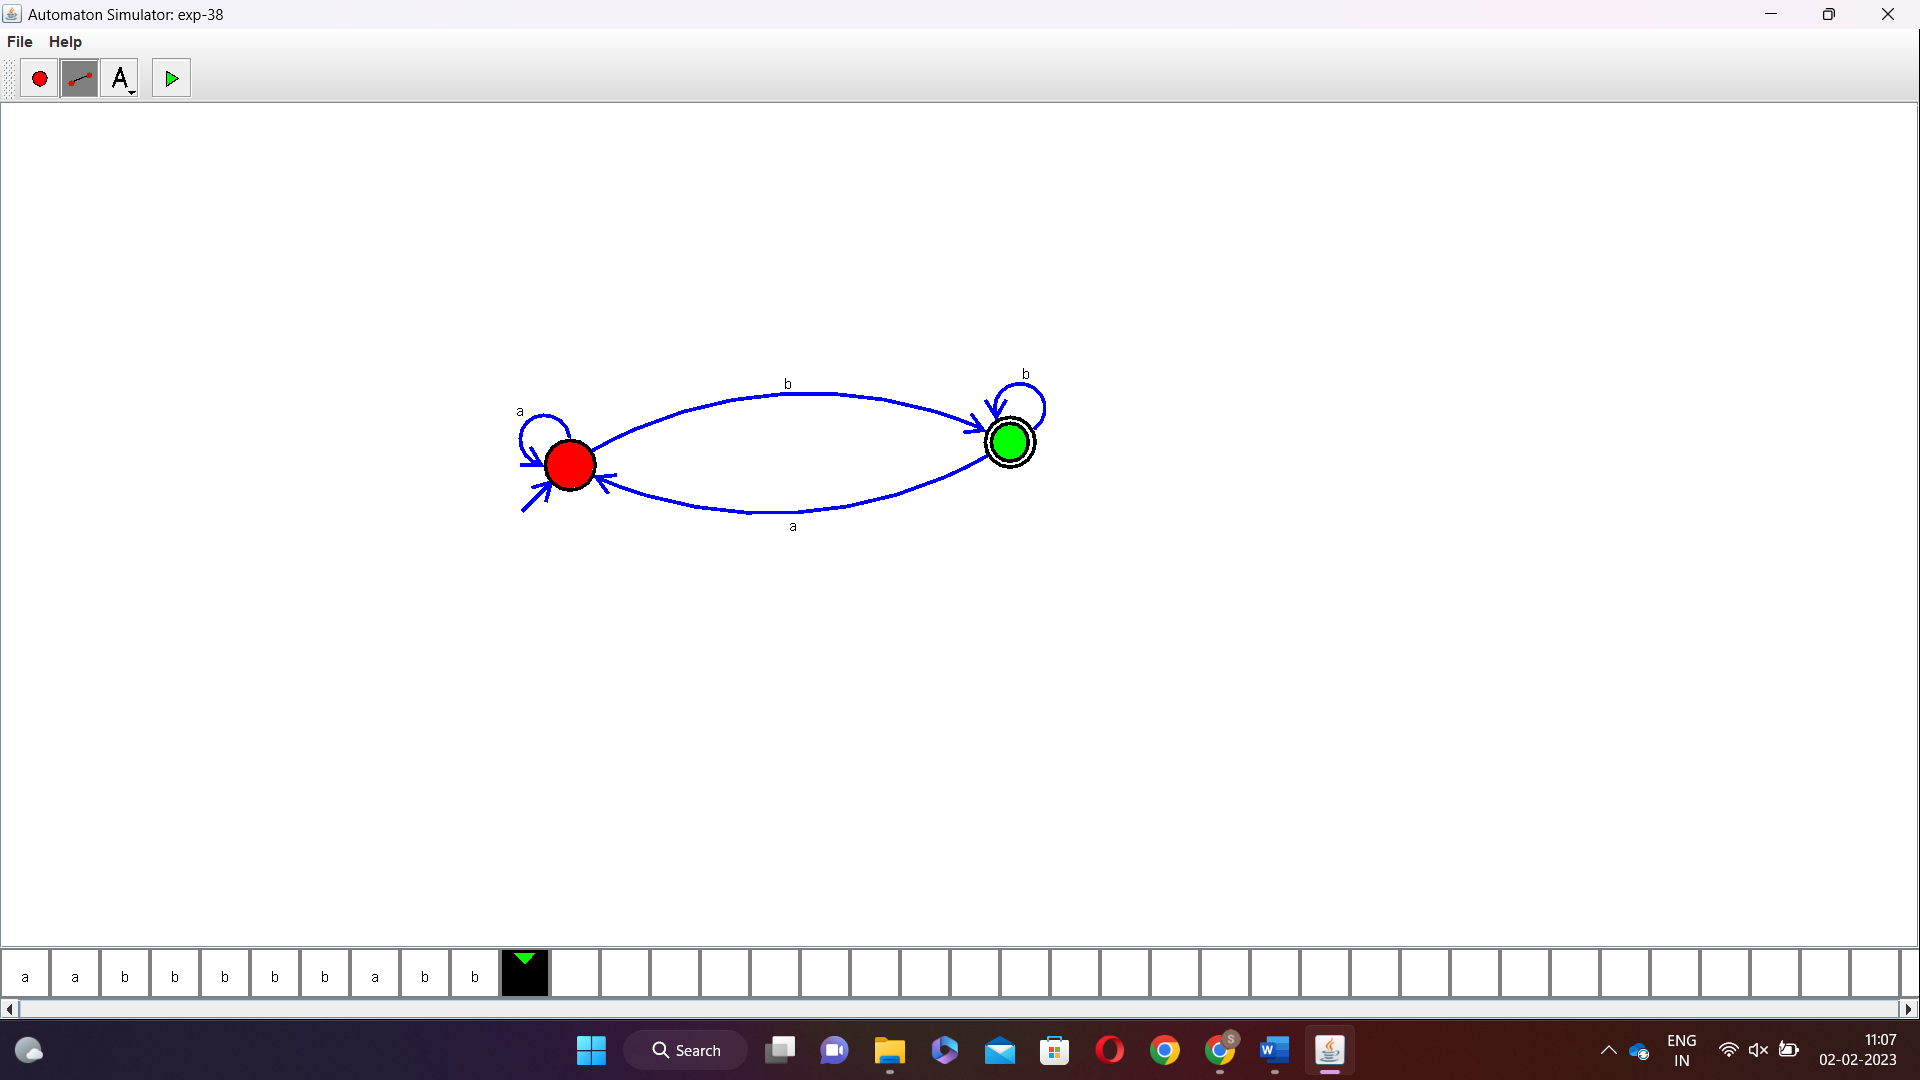 Automaton Simulator: exp-38
File Help
A
b
b
a
a
a a b b b b b a b b
Search
S
W
ENG
IN
11:07
02-02-2023